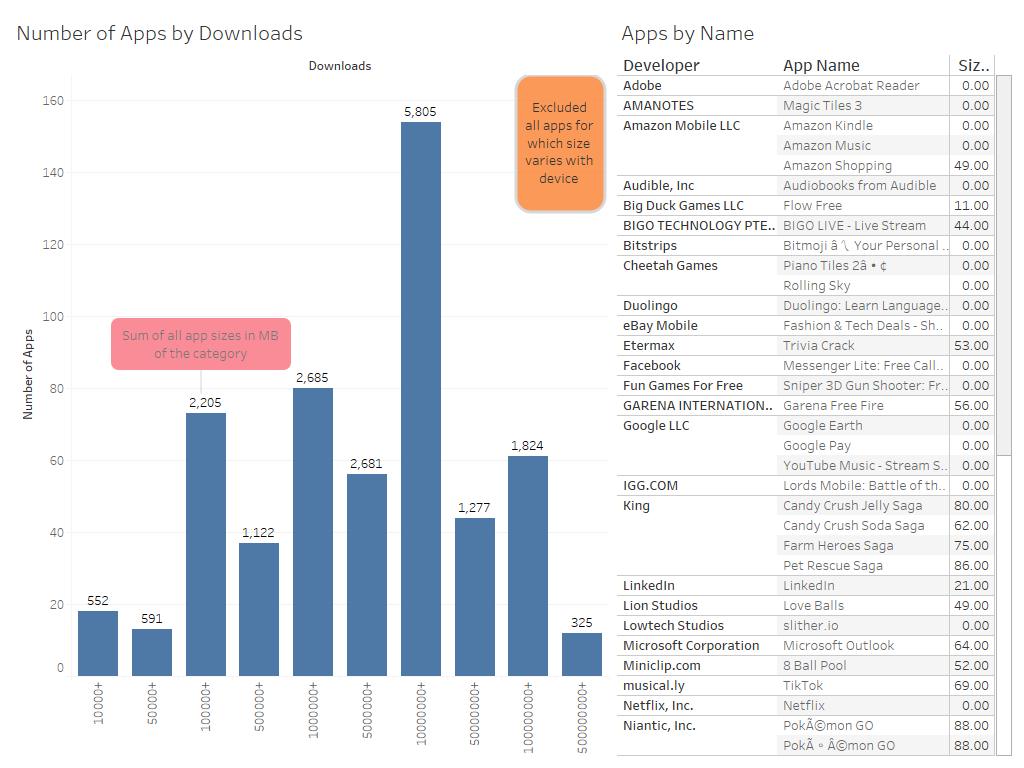 Number of Apps by Downloads
Downloads
Number of Apps
160
140
120
100
80
60
40
20
0
552
591
2,205
1,122
2,685
2,681
5,805
1,277
1,824
325
10000+
50000+
100000+
500000+
1000000+
5000000+
10000000+
50000000+
100000000+
500000000+
Sum of all app sizes in MB
of the category
Excluded
all apps for
which size
varies with
device
Apps by Name
Developer App Name Siz..
Adobe Adobe Acrobat Reader 0.00
AMANOTES Magic Tiles 3 0.00
Amazon Mobile LLC Amazon Kindle 0.00
Amazon Music 0.00
Amazon Shopping 49.00
Audible, Inc Audiobooks from Audible 0.00
Big Duck Games LLC Flow Free 11.00
BIGO TECHNOLOGY PTE.. BIGO LIVE - Live Stream 44.00
Bitstrips Bitmoji â Your Personal .. 0.00
Cheetah Games Piano Tiles 2â • ¢ 0.00
Rolling Sky 0.00
Duolingo Duolingo: Learn Language.. 0.00
eBay Mobile Fashion & Tech Deals - Sh.. 0.00
Etermax Trivia Crack 53.00
Facebook Messenger Lite: Free Call.. 0.00
Fun Games For Free Sniper 3D Gun Shooter: Fr.. 0.00
GARENA INTERNATION.. Garena Free Fire 56.00
Google LLC Google Earth 0.00
Google Pay 0.00
YouTube Music - Stream S.. 0.00
IGG.COM Lords Mobile: Battle of th.. 0.00
King Candy Crush Jelly Saga 80.00
Candy Crush Soda Saga 62.00
Farm Heroes Saga 75.00
Pet Rescue Saga 86.00
LinkedIn LinkedIn 21.00
Lion Studios Love Balls 49.00
Lowtech Studios slither.io 0.00
Microsoft Corporation Microsoft Outlook 64.00
Miniclip.com 8 Ball Pool 52.00
musical.ly TikTok 69.00
Netflix, Inc. Netflix 0.00
Niantic, Inc. PokÃ©mon GO 88.00
PokÃ ◦ Â©mon GO 88.00